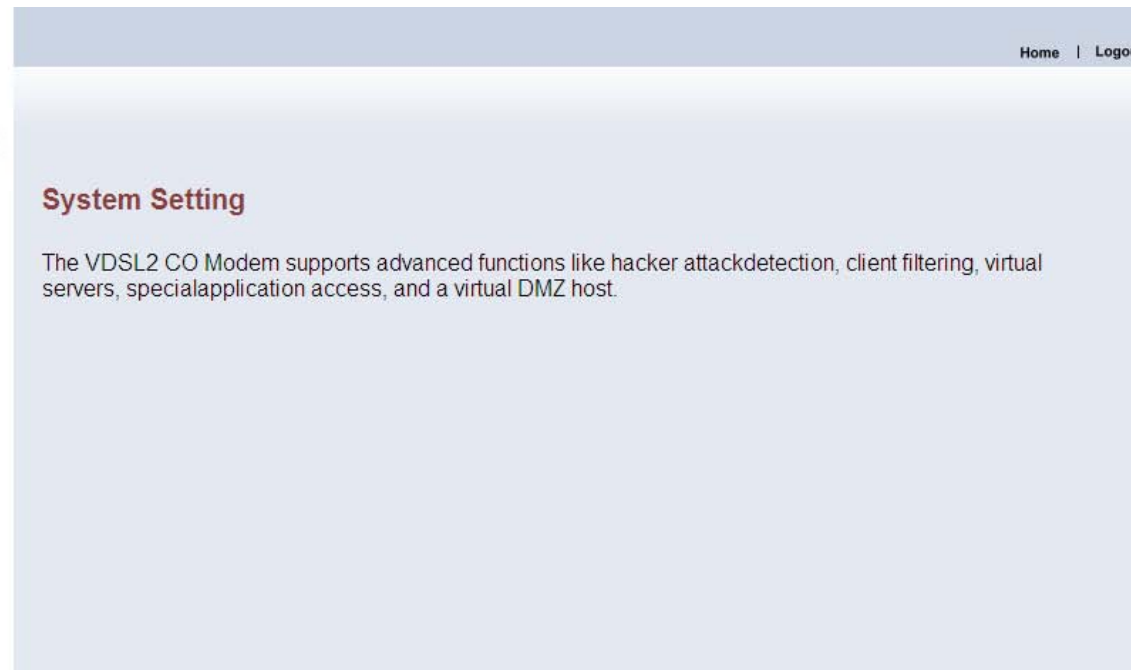 Home | Logo
System Setting
The VDSL2 CO Modem supports advanced functions like hacker attackdetection, client filtering, virtual
servers, specialapplication access, and a virtual DMZ host.